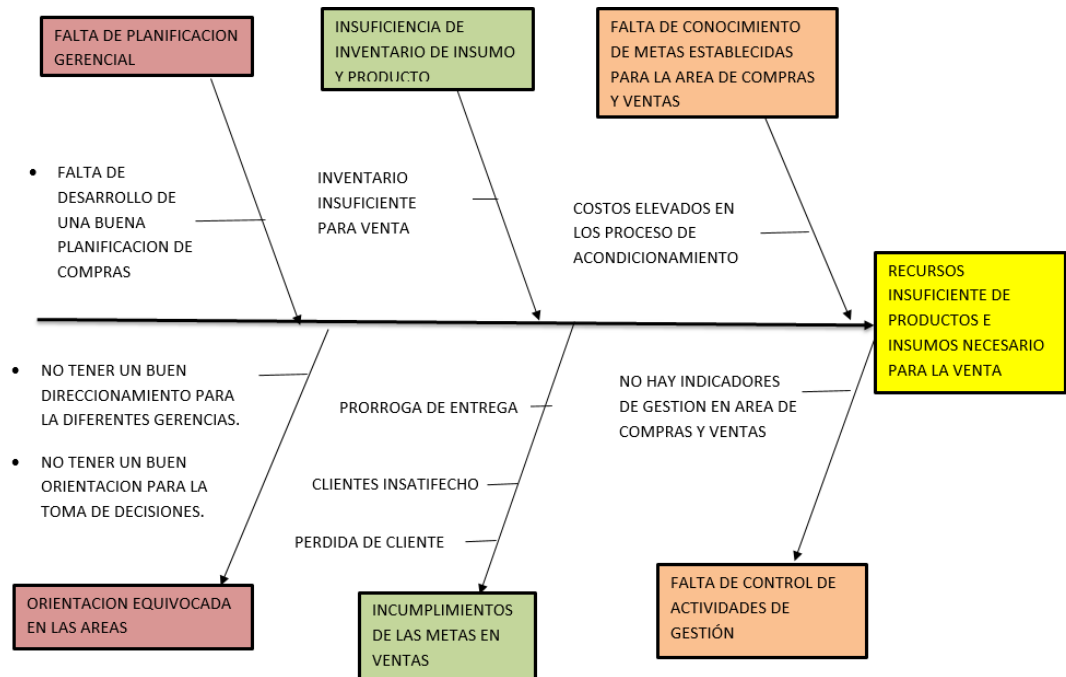 FALTA DE PLANIFICACION
GERENCIAL
INSUFICIENCIA DE
INVENTARIO DE INSUMO
Y PRODUCTO
FALTA DE CONOCIMIENTO
DE METAS ESTABLECIDAS
PARA LA AREA DE COMPRAS
Y VENTAS
• FALTA DE
DESARROLLO DE
UNA BUENA
PLANIFICACION DE
COMPRAS
INVENTARIO
INSUFICIENTE
PARA VENTA
COSTOS ELEVADOS EN
LOS PROCESO DE
ACONDICIONAMIENTO
RECURSOS
INSUFICIENTE DE
PRODUCTOS E
INSUMOS NECESARIO
PARA LA VENTA
• NO TENER UN BUEN
DIRECCIONAMIENTO PARA
LA DIFERENTES GERENCIAS.
• NO TENER UN BUEN
ORIENTACION PARA LA
TOMA DE DECISIONES.
PRORROGA DE ENTREGA
CLIENTES INSATIFECHO
PERDIDA DE CLIENTE
NO HAY INDICADORES
DE GESTION EN AREA DE
COMPRAS Y VENTAS
ORIENTACION EQUIVOCADA
EN LAS AREAS
INCUMPLIMIENTOS
DE LAS METAS EN
VENTAS
FALTA DE CONTROL DE
ACTIVIDADES DE
GESTIÓN